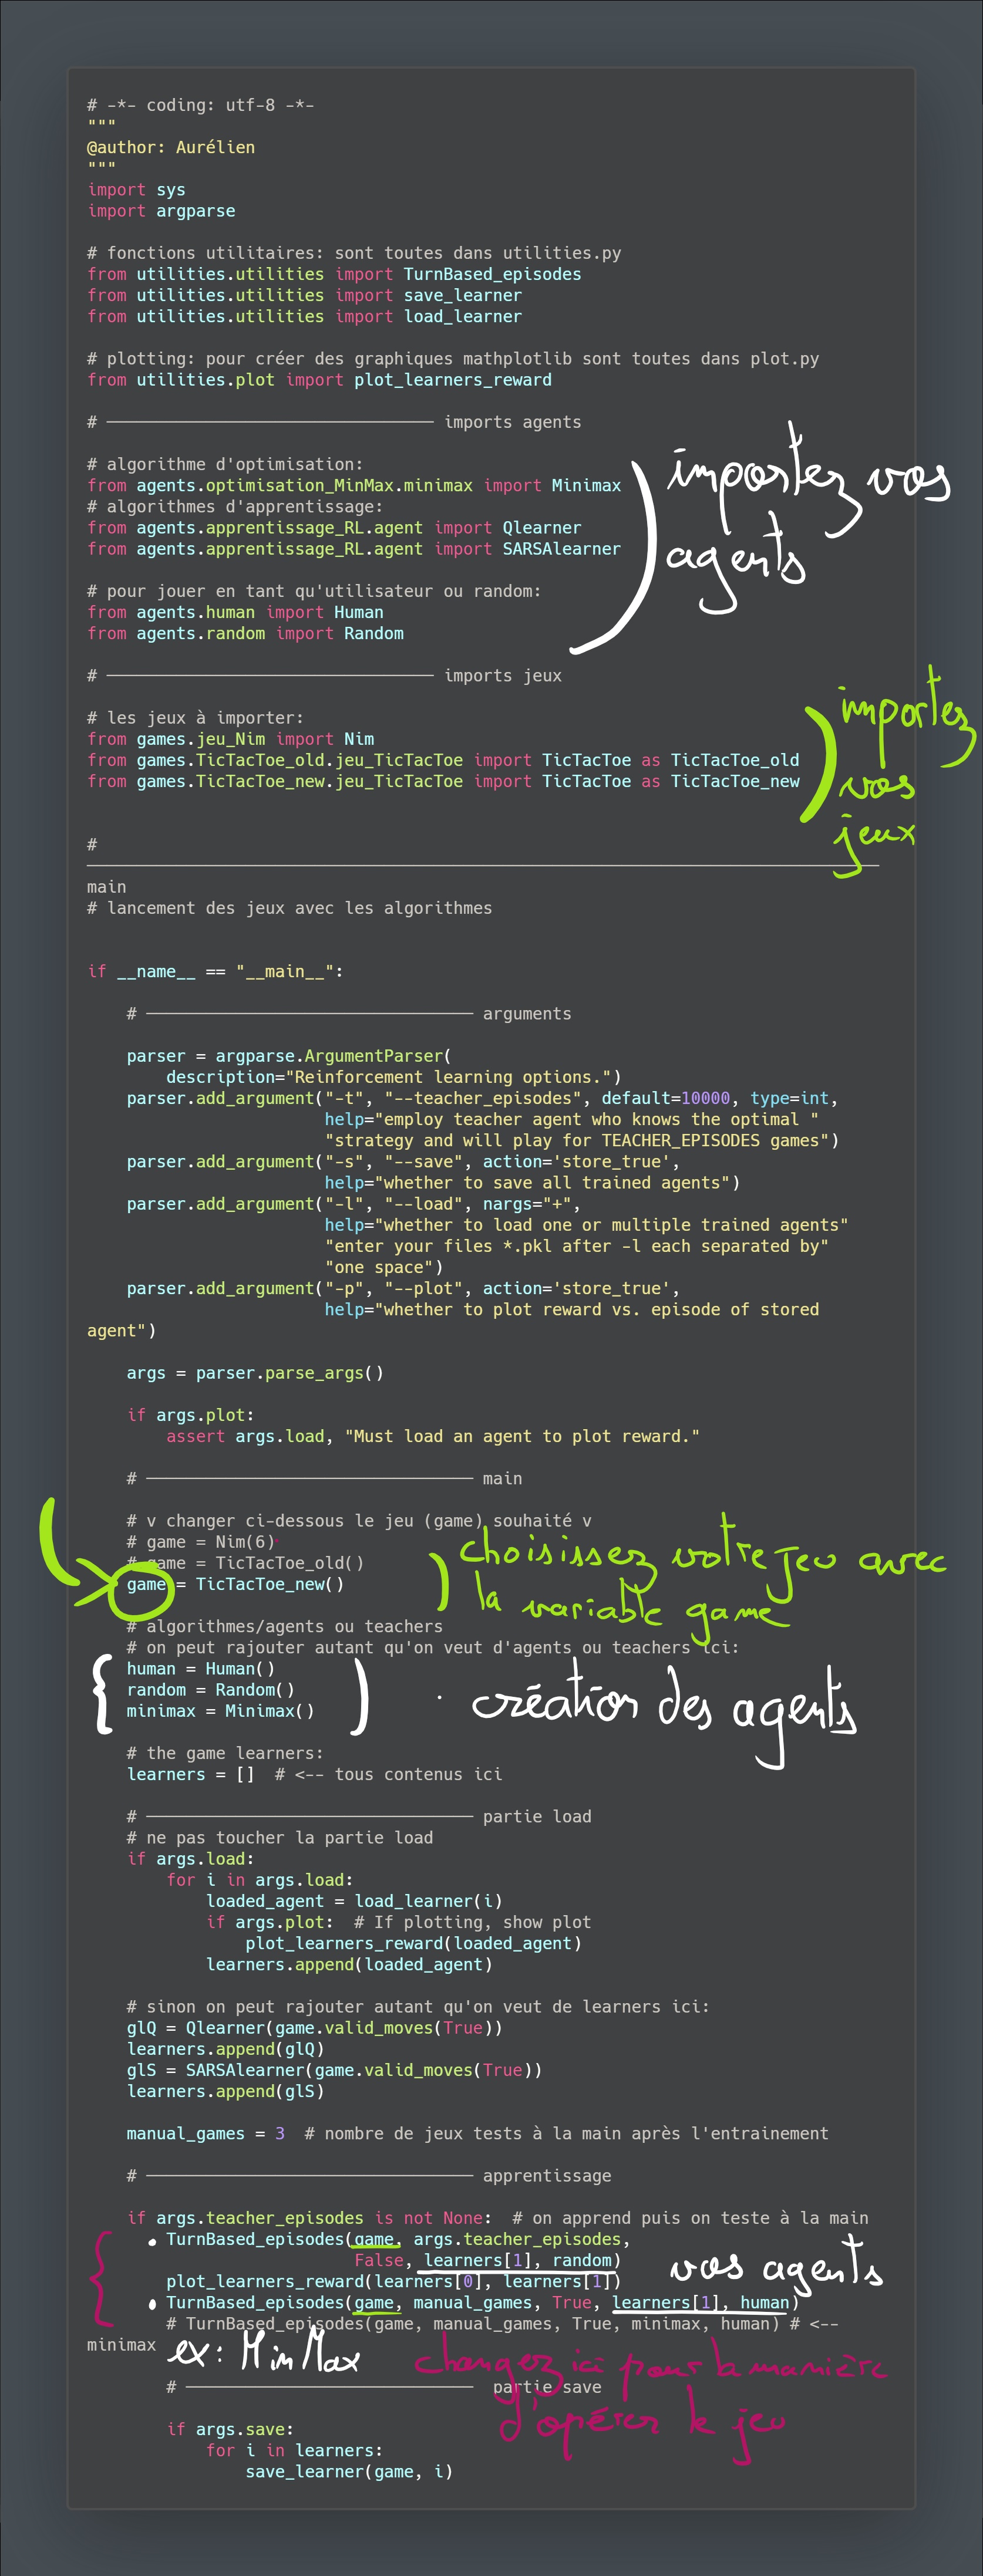 # -*- coding: utf-8 -*-
"""
@author: Aurélien
"""
import sys
import argparse
# fonctions utilitaires: sont toutes dans utilities.py
from utilities.utilities import TurnBased_episodes
from utilities.utilities import save_learner
from utilities.utilities import load_learner
# plotting: pour créer des graphiques mathplotlib sont toutes dans plot.py
from utilities.plot import plot_learners_reward
# ————————————————————————————————— imports agents
# algorithme d'optimisation:
from agents.optimisation_MinMax.minimax import Minimax
# algorithmes d'apprentissage:
from agents.apprentissage_RL.agent import Qlearner
from agents.apprentissage_RL.agent import SARSAlearner
importez vos
agents
# pour jouer en tant qu'utilisateur ou random:
from agents.human import Human
from agents.random import Random
# ————————————————————————————————— imports jeux
# les jeux à importer:
from games.jeu_Nim import Nim
from games.TicTacToe_old.jeu_TicTacToe import TicTacToe as TicTacToe_old
from games.TicTacToe_new.jeu_TicTacToe import TicTacToe as TicTacToe_new
importez
vos
jeux
#
————————————————————————————————————————————————————————————————————————————————
main
# lancement des jeux avec les algorithmes
if __name__ == "__main__":
# ————————————————————————————————— arguments
parser = argparse.ArgumentParser(
description="Reinforcement learning options.")
parser.add_argument("-t", "--teacher_episodes", default=10000, type=int,
help="employ teacher agent who knows the optimal "
"strategy and will play for TEACHER_EPISODES games")
parser.add_argument("-s", "--save", action='store_true',
help="whether to save all trained agents")
parser.add_argument("-l", "--load", nargs="+",
help="whether to load one or multiple trained agents"
"enter your files *.pkl after -l each separated by"
"one space")
parser.add_argument("-p", "--plot", action='store_true',
help="whether to plot reward vs. episode of stored
agent")
args = parser.parse_args()
if args.plot:
assert args.load, "Must load an agent to plot reward."
# ————————————————————————————————— main
# v changer ci-dessous le jeu (game) souhaité v
# game = Nim(6)
# game = TicTacToe_old()
game = TicTacToe_new()
choisissez votre jeu avec
la variable game
# algorithmes/agents ou teachers
# on peut rajouter autant qu'on veut d'agents ou teachers ici:
human = Human()
random = Random()
minimax = Minimax()
création des agents
# the game learners:
learners = []  # <-- tous contenus ici
# ————————————————————————————————— partie load
# ne pas toucher la partie load
if args.load:
for i in args.load:
loaded_agent = load_learner(i)
if args.plot:  # If plotting, show plot
plot_learners_reward(loaded_agent)
learners.append(loaded_agent)
# sinon on peut rajouter autant qu'on veut de learners ici:
glQ = Qlearner(game.valid_moves(True))
learners.append(glQ)
glS = SARSAlearner(game.valid_moves(True))
learners.append(glS)
manual_games = 3  # nombre de jeux tests à la main après l'entrainement
# ————————————————————————————————— apprentissage
if args.teacher_episodes is not None:  # on apprend puis on teste à la main
TurnBased_episodes(game, args.teacher_episodes,
False, learners[1], random)
vos agents
plot_learners_reward(learners[0], learners[1])
TurnBased_episodes(game, manual_games, True, learners[1], human)
# TurnBased_episodes(game, manual_games, True, minimax, human) # <--
minimax
ex: MinMax
changez ici pour la manière
d'opérer le jeu
# —————————————————————————————  partie save
if args.save:
for i in learners:
save_learner(game, i)